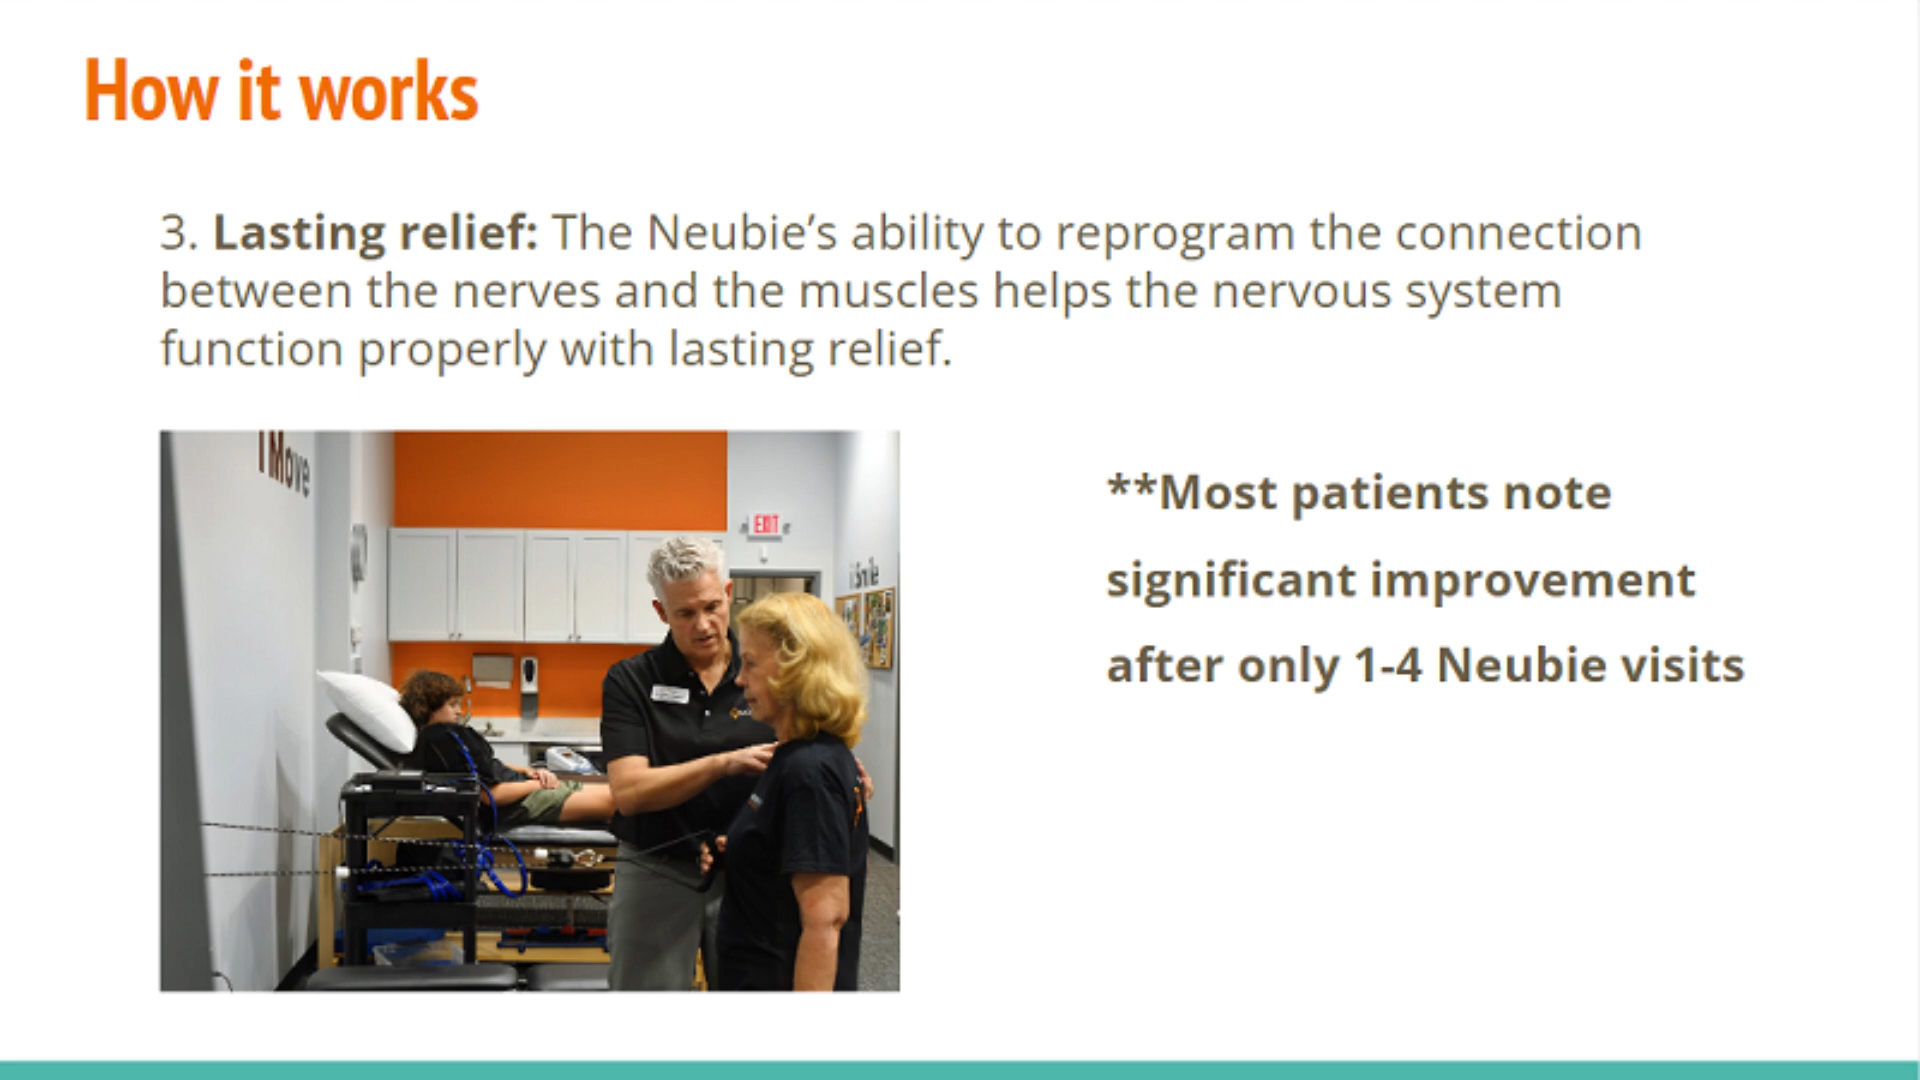 How it works
3. Lasting relief: The Neubie’s ability to reprogram the connection
between the nerves and the muscles helps the nervous system
function properly with lasting relief.
i Move
EXIT
i Smile
**Most patients note
significant improvement
after only 1-4 Neubie visits